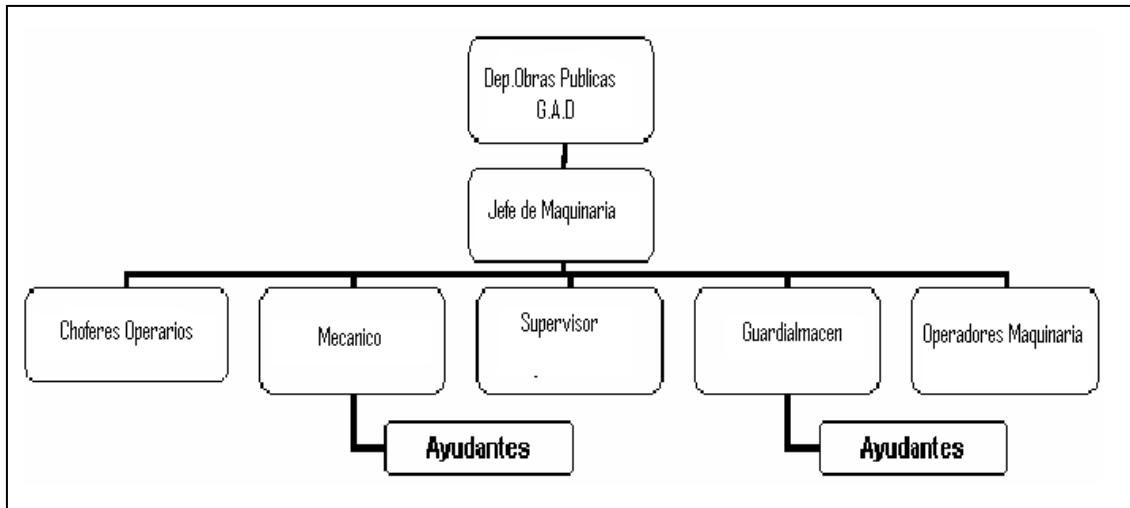 Dep.Obras Publicas
G.A.D
Jefe de Maquinaria
Choferes Operarios
Mecanico
Supervisor
Guardialmacen
Operadores Maquinaria
Ayudantes
Ayudantes